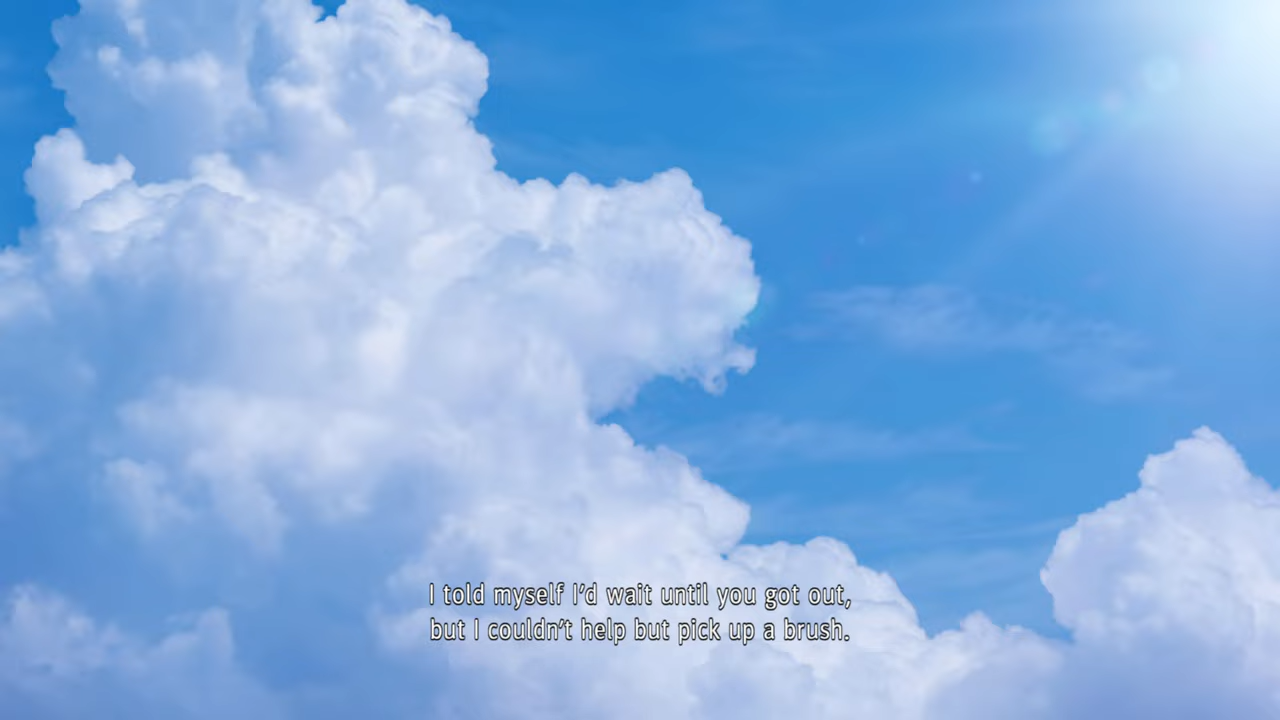 I told myself I'd wait until you got out,
but I couldn't help but pick up a brush.